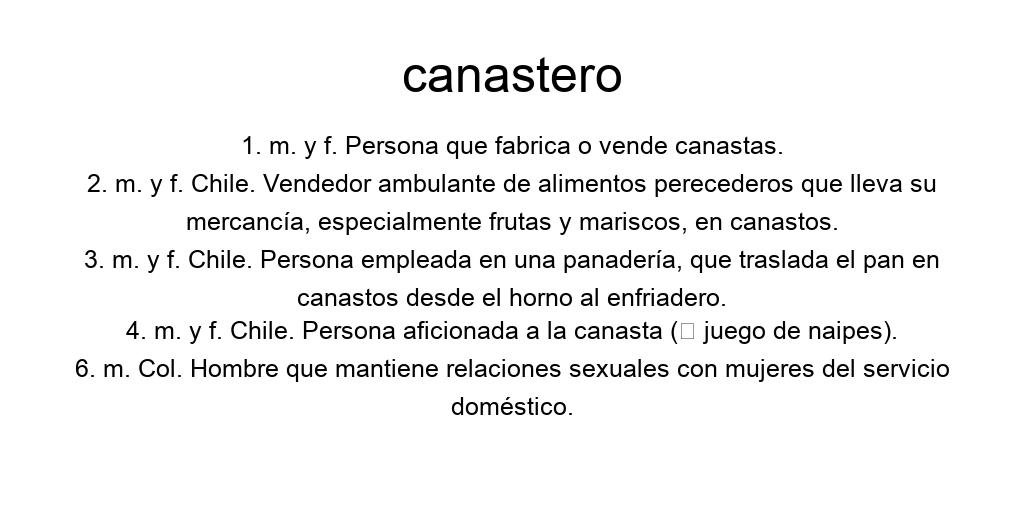 canastero
1. m. y f. Persona que fabrica o vende canastas.
2. m. y f. Chile. Vendedor ambulante de alimentos perecederos que lleva su
mercancía, especialmente frutas y mariscos, en canastos.
3. m. y f. Chile. Persona empleada en una panadería, que traslada el pan en
canastos desde el horno al enfriadero.
4. m. y f. Chile. Persona aficionada a la canasta (□ juego de naipes).
6. m. Col. Hombre que mantiene relaciones sexuales con mujeres del servicio
doméstico.